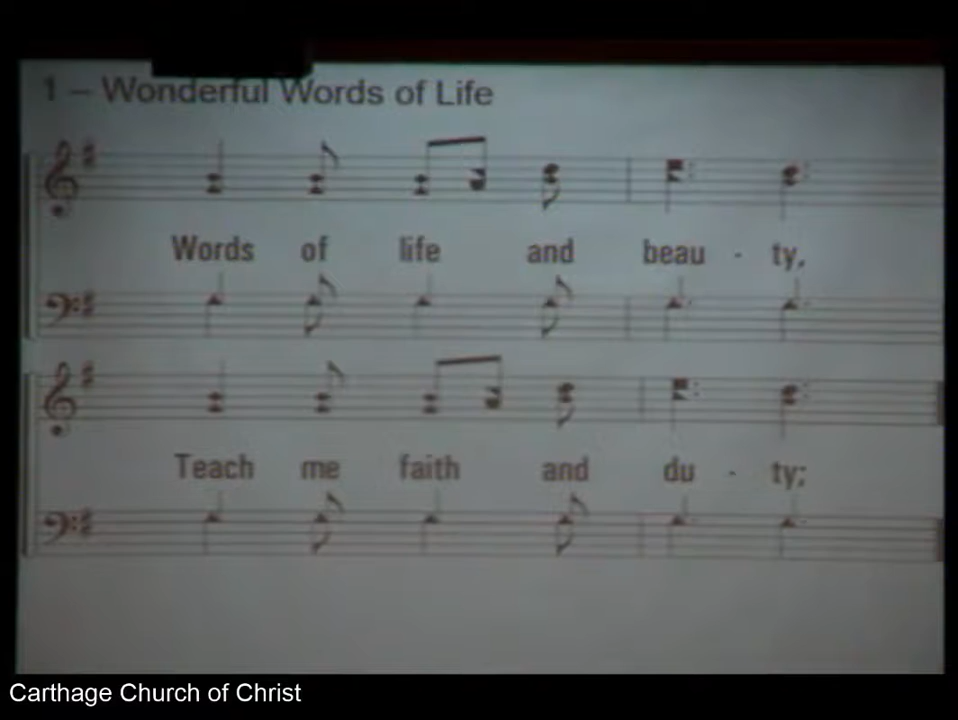 1 – Wonderful Words of Life
Words of life and beau - ty,
Teach me faith and du - ty;
Carthage Church of Christ